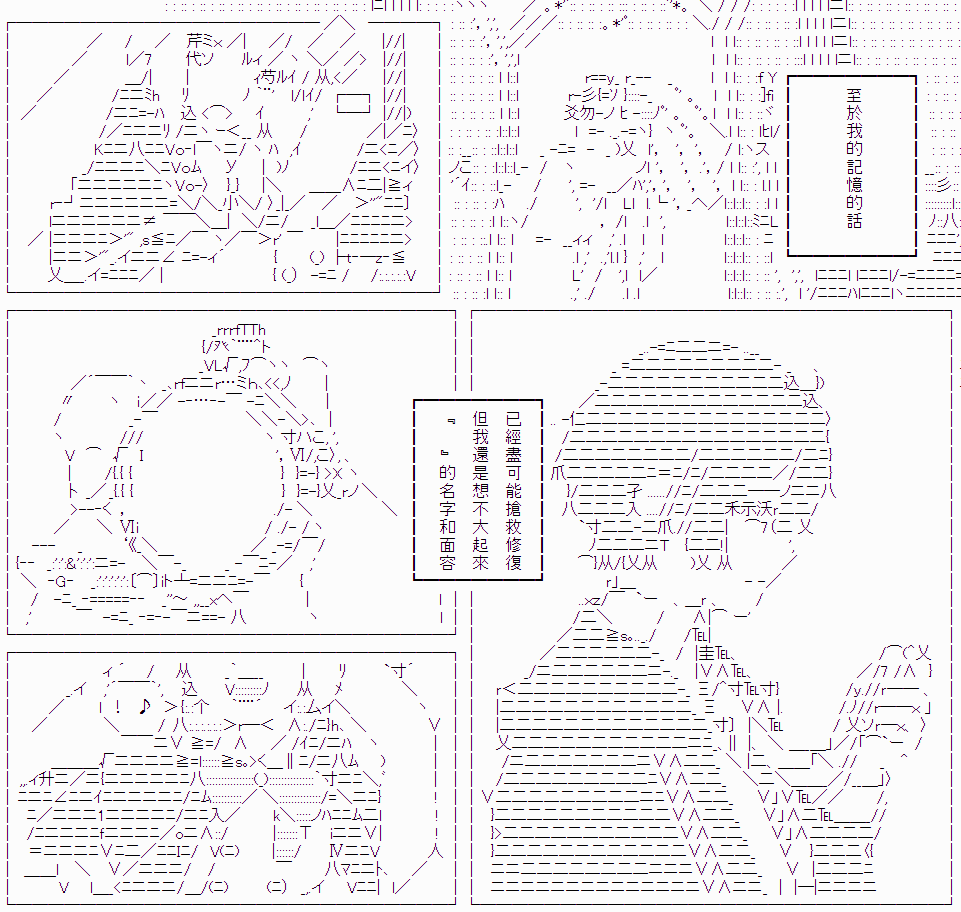 至於我的記憶的話
已經盡可能搶救修復
但我還是想不大起來
『　』的名字和面容